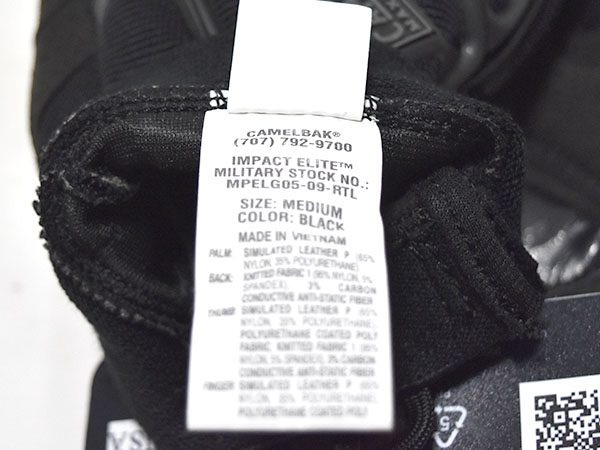 CAMELBAK®
(707) 792-9700
IMPACT ELITE™
MILITARY STOCK NO.:
MPELG05-09-RTL
SIZE: MEDIUM
COLOR: BLACK
MADE IN VIETNAM
PALM: SIMULATED LEATHER P (65%
NYLON, 35% POLYURETHANE)
BACK: KNITTED FABRIC 1 (95% NYLON, 5%
SPANDEX), 3% CARBON
CONDUCTIVE ANTI-STATIC FIBER
THUMB: SIMULATED LEATHER P (65%
NYLON, 35% POLYURETHANE),
POLYURETHANE COATED POLY
FABRIC, KNITTED FABRIC 1 (95%
NYLON, 5% SPANDEX), 3% CARBON
CONDUCTIVE ANTI-STATIC FIBER
FINGER: SIMULATED LEATHER P (65%
NYLON, 35% POLYURETHANE),
POLYURETHANE COATED POLY